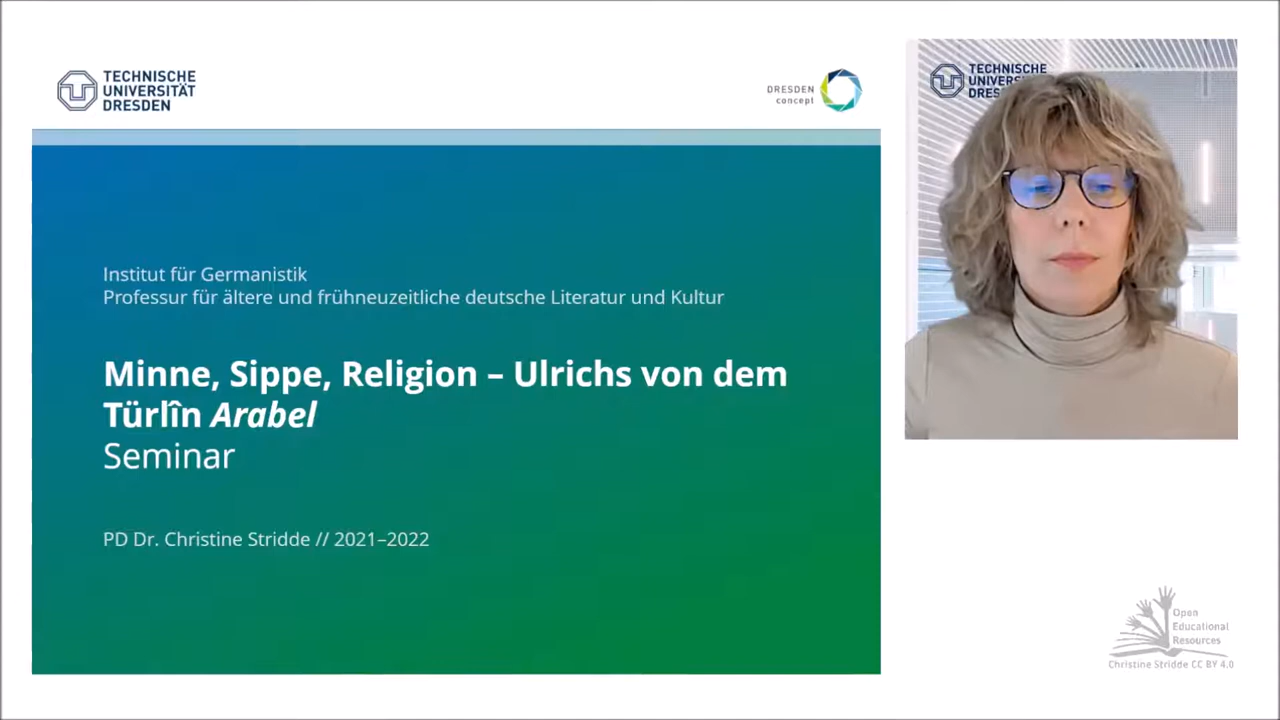 TECHNISCHE
UNIVERSITÄT
DRESDEN
DRESDEN
concept
Institut für Germanistik
Professur für ältere und frühneuzeitliche deutsche Literatur und Kultur
Minne, Sippe, Religion – Ulrichs von dem
Türlîn Arabel
Seminar
PD Dr. Christine Stridde // 2021–2022
TECHNISCHE
Open
Educational
Resources
Christine Stridde CC BY 4.0